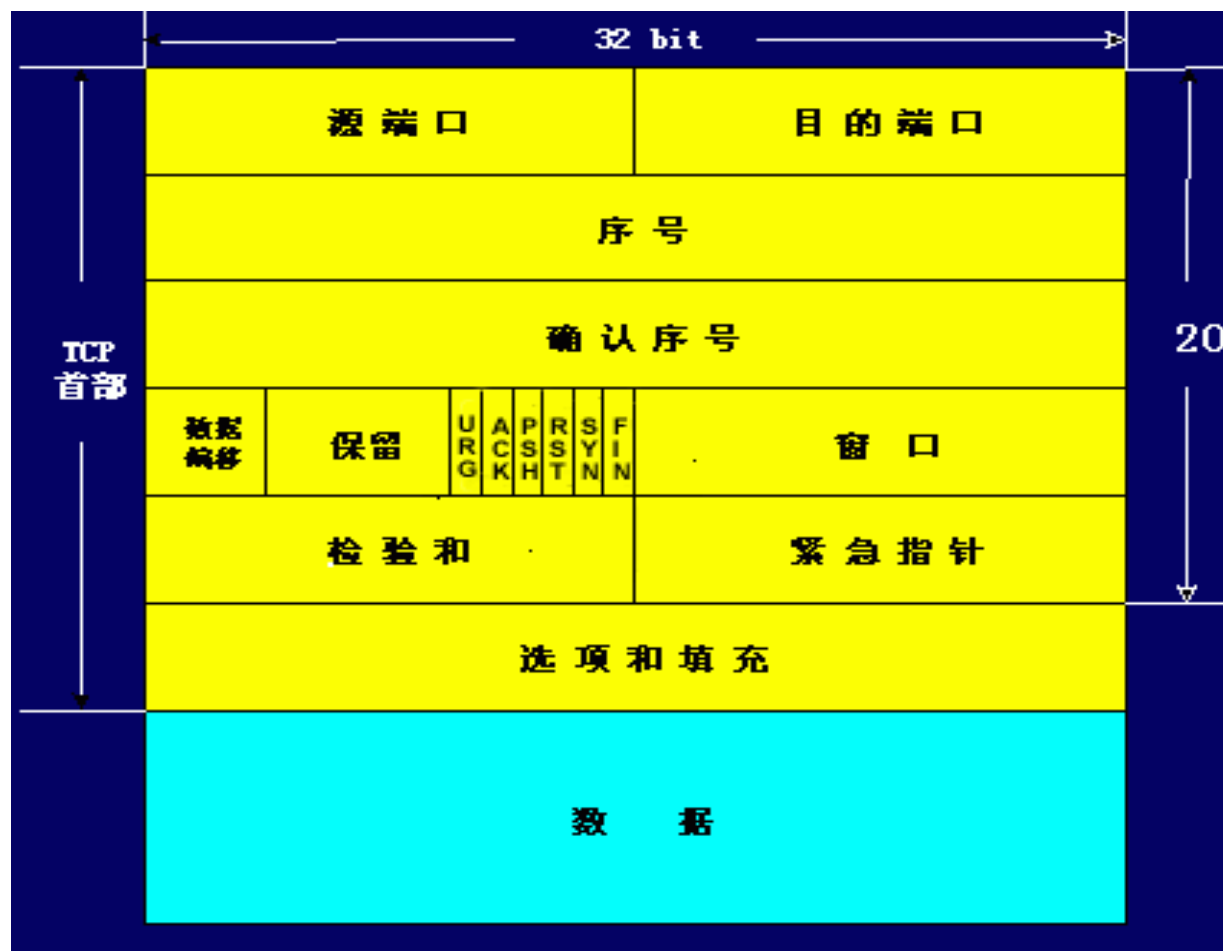 32 bit
源端口 目的端口
序号
确认序号
TCP
首部
20
数据
偏移
保留
URG
ACK
PSH
RST
SYN
FIN
窗口
检验和 紧急指针
选项和填充
数据